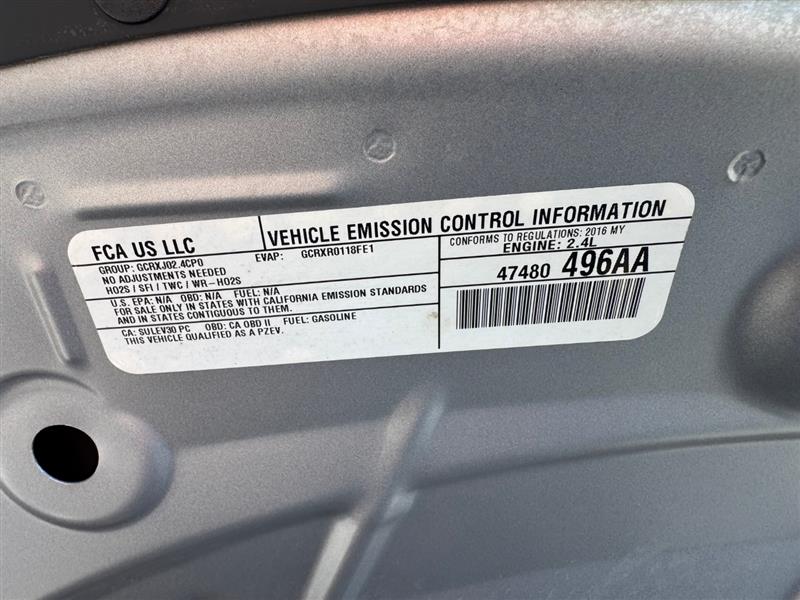 FCA US LLC
VEHICLE EMISSION CONTROL INFORMATION
GROUP: GCRXJ02.4CP0
EVAP: GCRXR0118FE1
NO ADJUSTMENTS NEEDED
HO2S / SFI / TWC / WR-HO2S
U.S. EPA: N/A OBD: N/A FUEL: N/A
FOR SALE ONLY IN STATES WITH CALIFORNIA EMISSION STANDARDS
AND IN STATES CONTIGUOUS TO THEM.
CA: SULEV30 PC OBD: CA OBD II FUEL: GASOLINE
THIS VEHICLE QUALIFIED AS A PZEV.
CONFORMS TO REGULATIONS: 2016 MY
ENGINE: 2.4L
47480 496AA